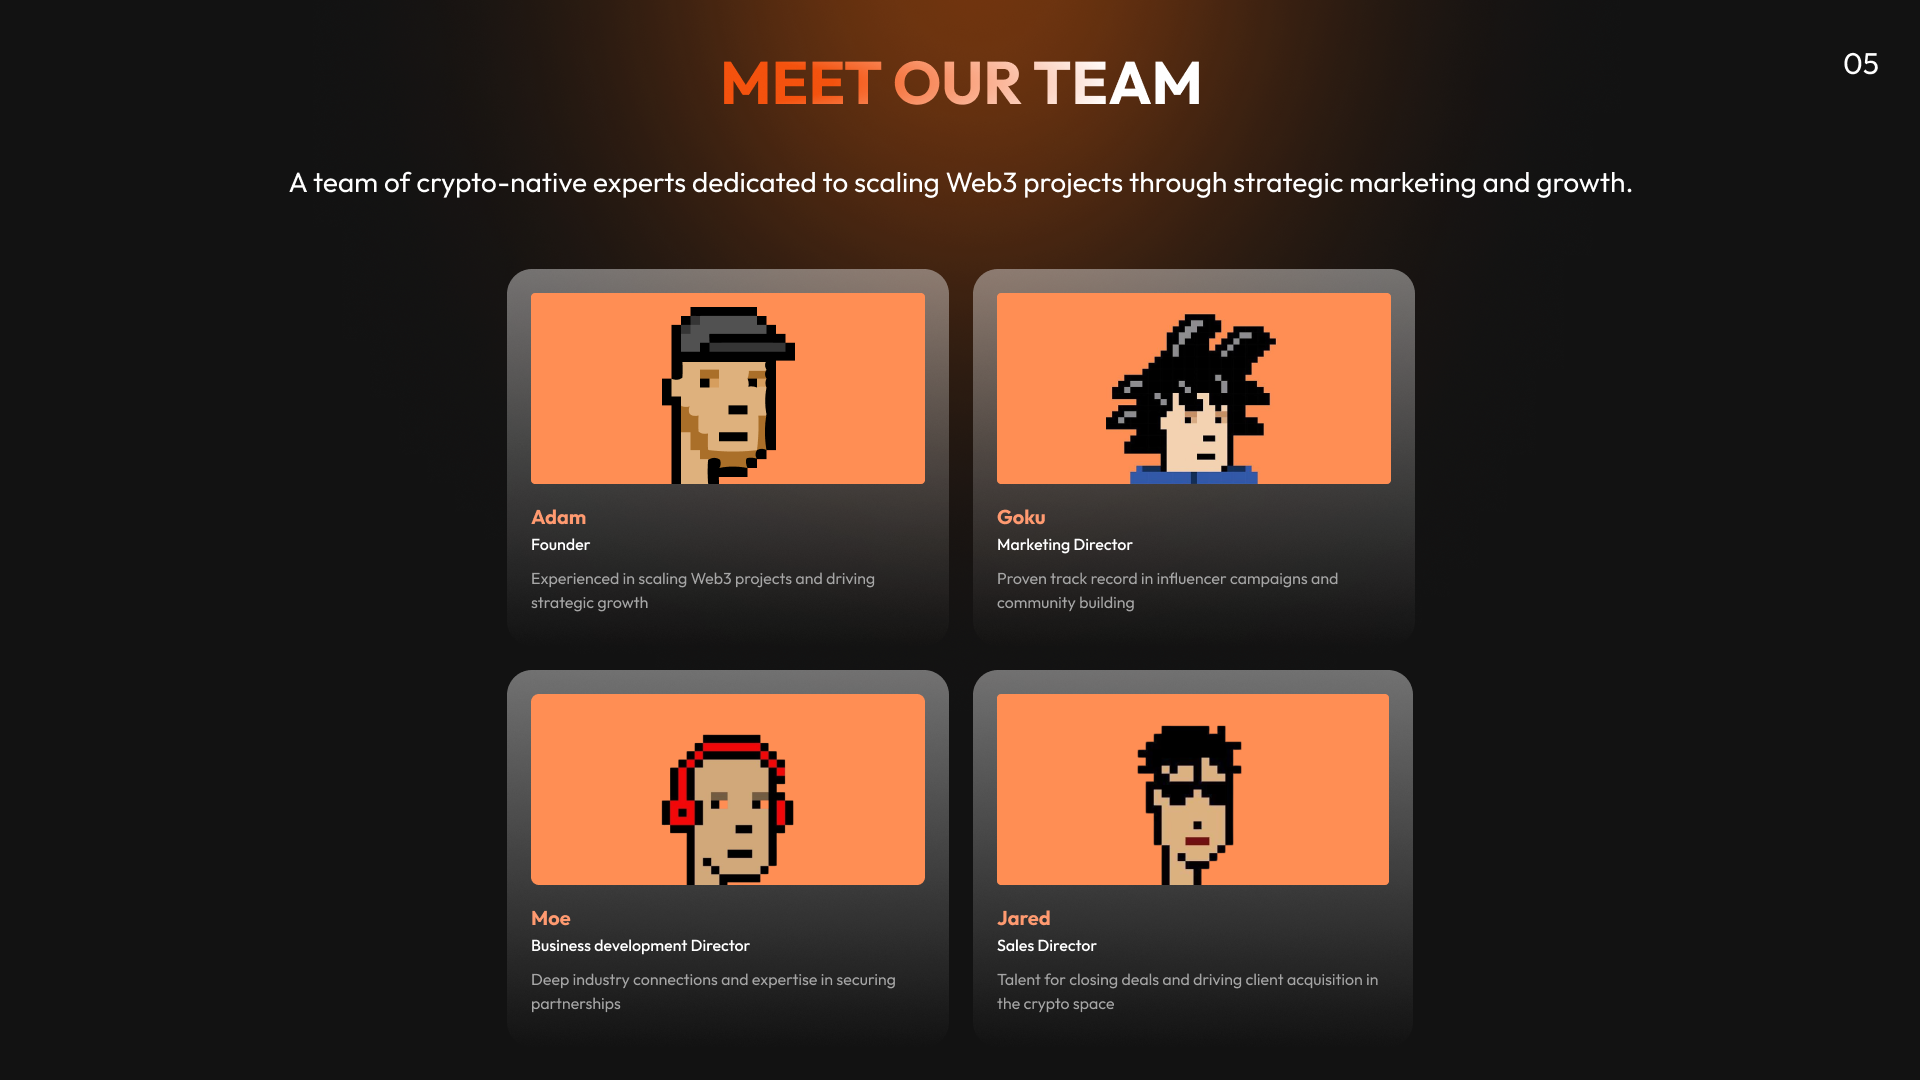 MEET OUR TEAM
05
A team of crypto-native experts dedicated to scaling Web3 projects through strategic marketing and growth.
Adam
Founder
Experienced in scaling Web3 projects and driving
strategic growth
Goku
Marketing Director
Proven track record in influencer campaigns and
community building
Moe
Business development Director
Deep industry connections and expertise in securing
partnerships
Jared
Sales Director
Talent for closing deals and driving client acquisition in
the crypto space